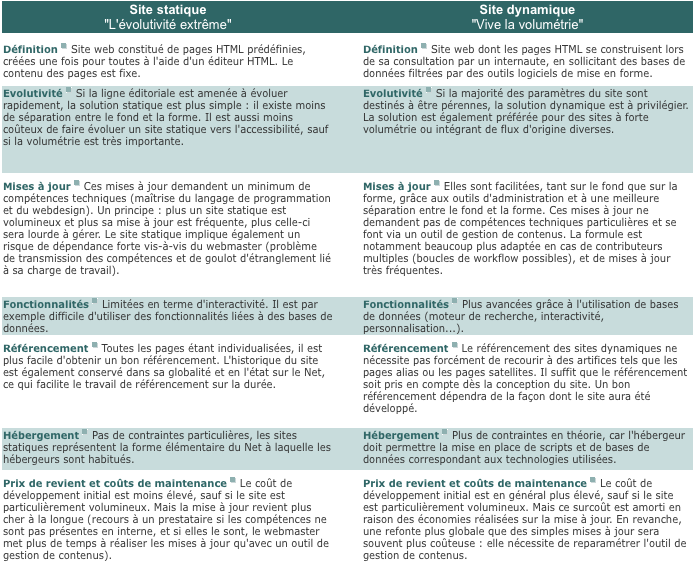 Site statique
"L'évolutivité extrême"
Site dynamique
"Vive la volumétrie"
Définition Site web constitué de pages HTML prédéfinies,
créées une fois pour toutes à l'aide d'un éditeur HTML. Le
contenu des pages est fixe.
Définition Site web dont les pages HTML se construisent lors
de sa consultation par un internaute, en sollicitant des bases de
données filtrées par des outils logiciels de mise en forme.
Evolutivité Si la ligne éditoriale est amenée à évoluer
rapidement, la solution statique est plus simple : il existe moins
de séparation entre le fond et la forme. Il est aussi moins
coûteux de faire évoluer un site statique vers l'accessibilité, sauf
si la volumétrie est très importante.
Evolutivité Si la majorité des paramètres du site sont
destinés à être pérennes, la solution dynamique est à privilégier.
La solution est également préférée pour des sites à forte
volumétrie ou intégrant de flux d'origine diverses.
Mises à jour Ces mises à jour demandent un minimum de
compétences techniques (maîtrise du langage de programmation
et du webdesign). Un principe : plus un site statique est
volumineux et plus sa mise à jour est fréquente, plus celle-ci
sera lourde à gérer. Le site statique implique également un
risque de dépendance forte vis-à-vis du webmaster (problème
de transmission des compétences et de goulot d'étranglement lié
à sa charge de travail).
Mises à jour Elles sont facilitées, tant sur le fond que sur la
forme, grâce aux outils d'administration et à une meilleure
séparation entre le fond et la forme. Ces mises à jour ne
demandent pas de compétences techniques particulières et se
font via un outil de gestion de contenus. La formule est
notamment beaucoup plus adaptée en cas de contributeurs
multiples (boucles de workflow possibles), et de mises à jour
très fréquentes.
Fonctionnalités Limitées en terme d'interactivité. Il est par
exemple difficile d'utiliser des fonctionnalités liées à des bases de
données.
Fonctionnalités Plus avancées grâce à l'utilisation de bases
de données (moteur de recherche, interactivité,
personnalisation...).
Référencement Toutes les pages étant individualisées, il est
plus facile d'obtenir un bon référencement. L'historique du site
est également conservé dans sa globalité et en l'état sur le Net,
ce qui facilite le travail de référencement sur la durée.
Référencement Le référencement des sites dynamiques ne
nécessite pas forcément de recourir à des artifices tels que les
pages alias ou les pages satellites. Il suffit que le référencement
soit pris en compte dès la conception du site. Un bon
référencement dépendra de la façon dont le site aura été
développé.
Hébergement Pas de contraintes particulières, les sites
statiques représentent la forme élémentaire du Net à laquelle les
hébergeurs sont habitués.
Hébergement Plus de contraintes en théorie, car l'hébergeur
doit permettre la mise en place de scripts et de bases de
données correspondant aux technologies utilisées.
Prix de revient et coûts de maintenance Le coût de
développement initial est moins élevé, sauf si le site est
particulièrement volumineux. Mais la mise à jour revient plus
cher à la longue (recours à un prestataire si les compétences ne
sont pas présentes en interne, et si elles le sont, le webmaster
met plus de temps à réaliser les mises à jour qu'avec un outil de
gestion de contenus).
Prix de revient et coûts de maintenance Le coût de
développement initial est en général plus élevé, sauf si le site est
particulièrement volumineux. Mais ce surcoût est amorti en
raison des économies réalisées sur la mise à jour. En revanche,
une refonte plus globale que des simples mises à jour sera
souvent plus coûteuse : elle nécessite de reparamétrer l'outil de
gestion de contenus.